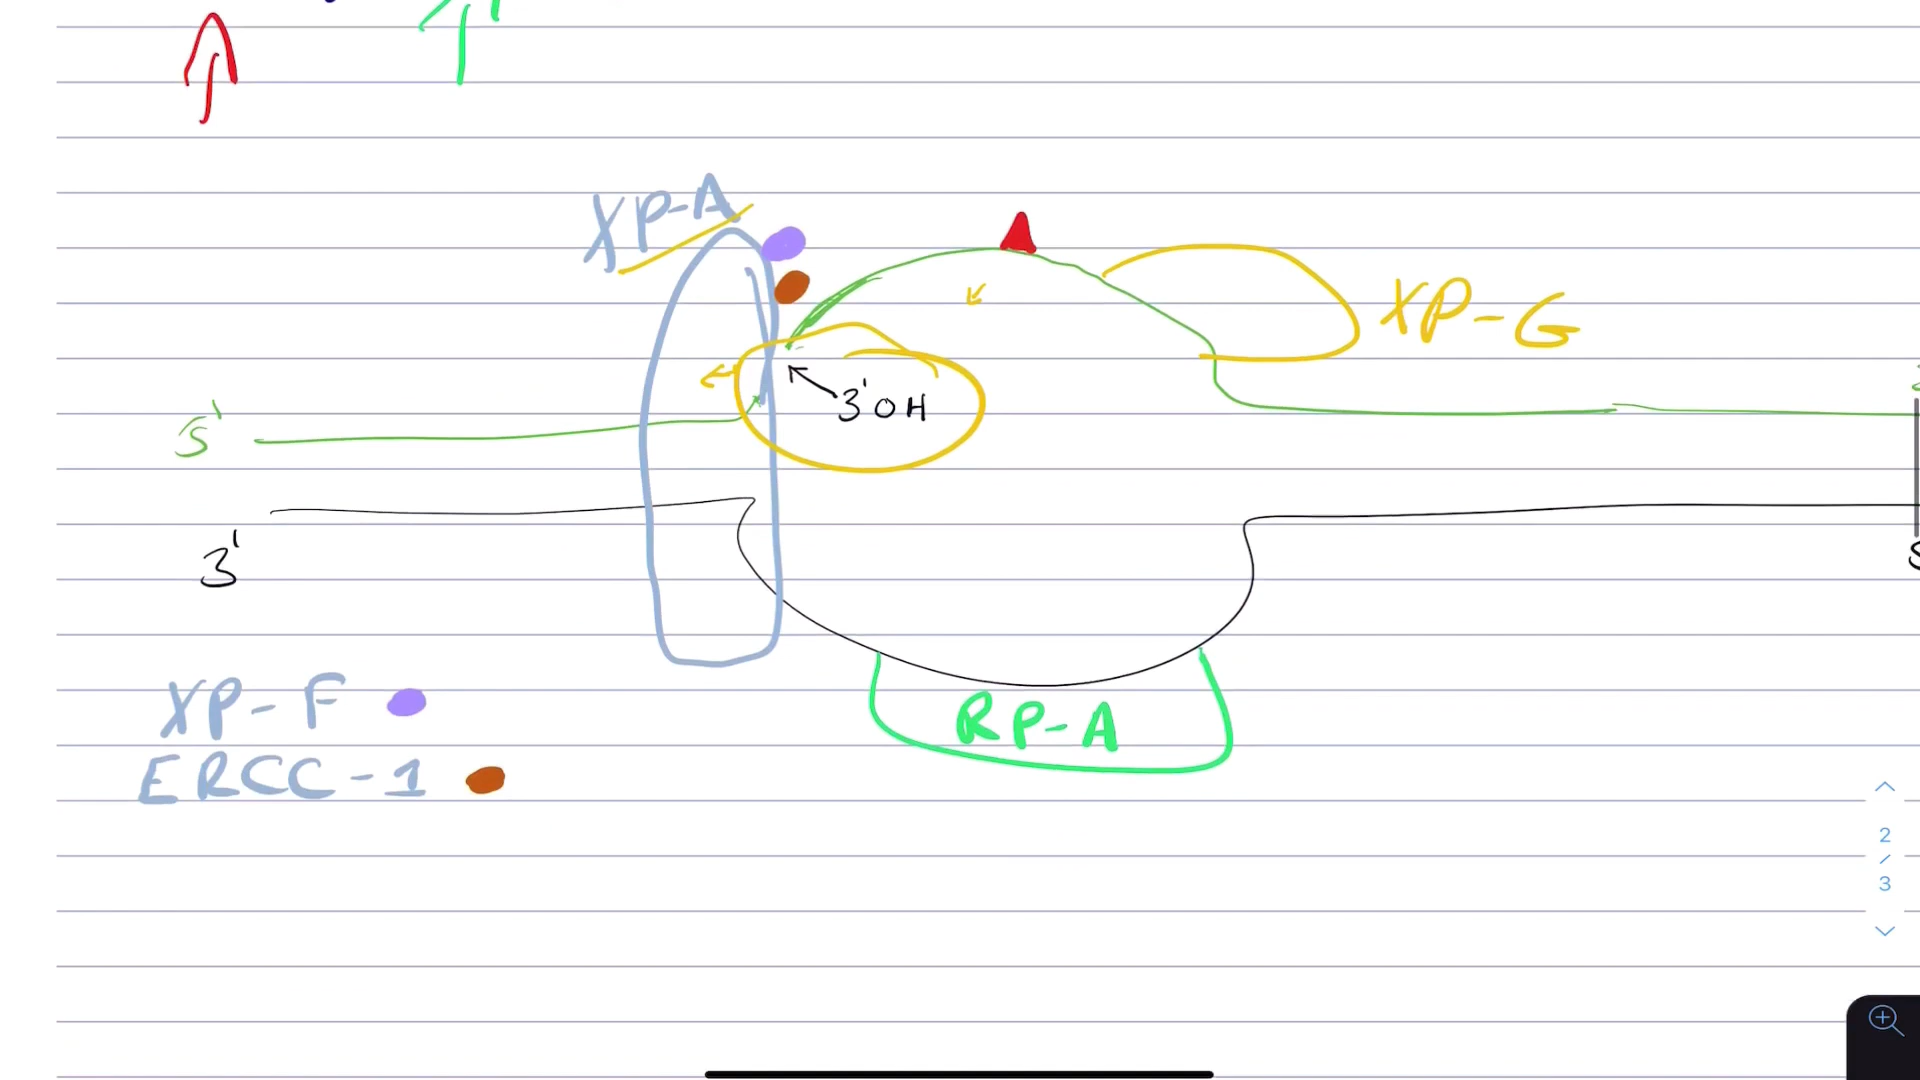 XP-A
XP-G
3'OH
5'
3'
RP-A
XP-F
ERCC-1
2
/
3